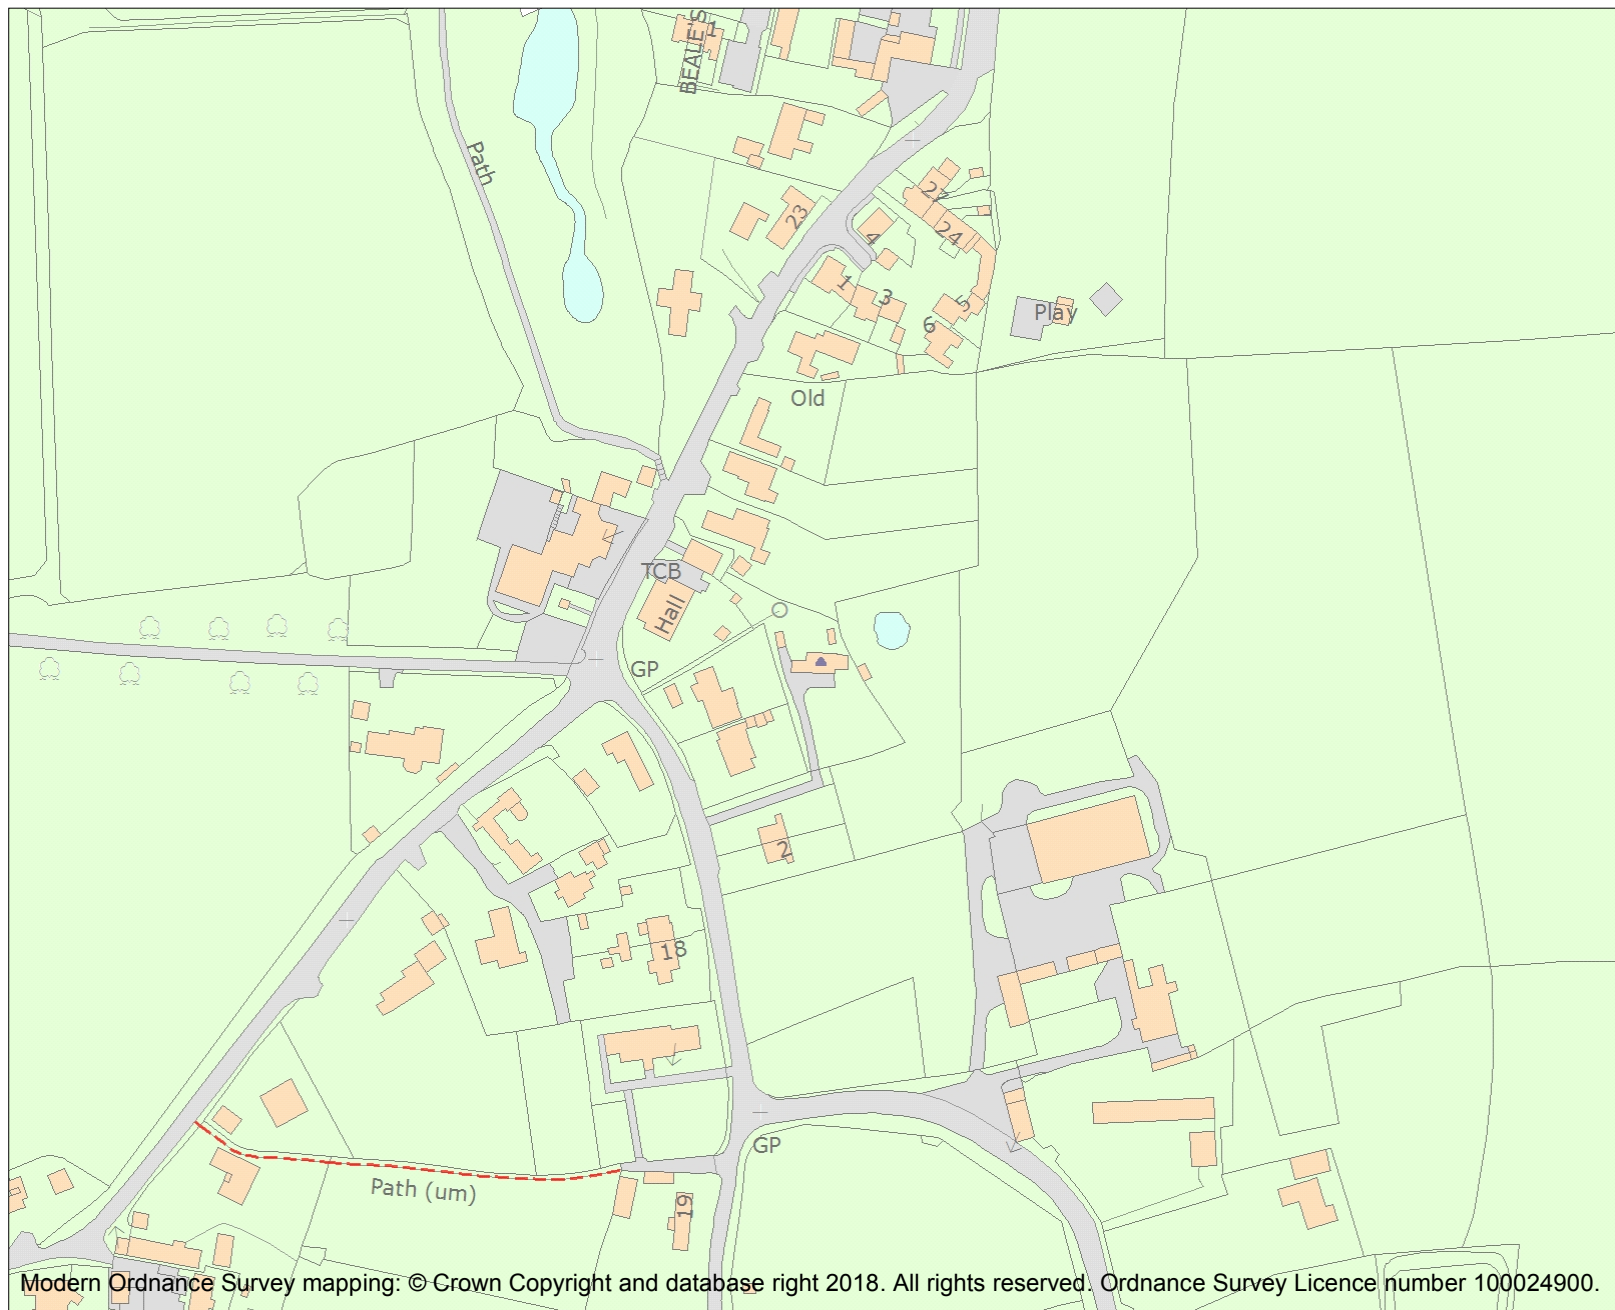 BEALE'S
1
Path
27
23
24
4
1
3
5
6
Play
Old
TCB
Hall
GP
2
18
GP
Path (um)
19
Modern Ordnance Survey mapping: © Crown Copyright and database right 2018. All rights reserved. Ordnance Survey Licence number 100024900.